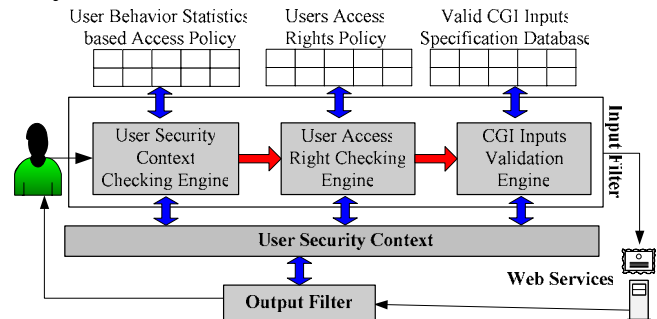 User Behavior Statistics
based Access Policy
Users Access
Rights Policy
Valid CGI Inputs
Specification Database
User Security
Context
Checking Engine
User Access
Right Checking
Engine
CGI Inputs
Validation
Engine
Input Filter
User Security Context
Web Services
Output Filter